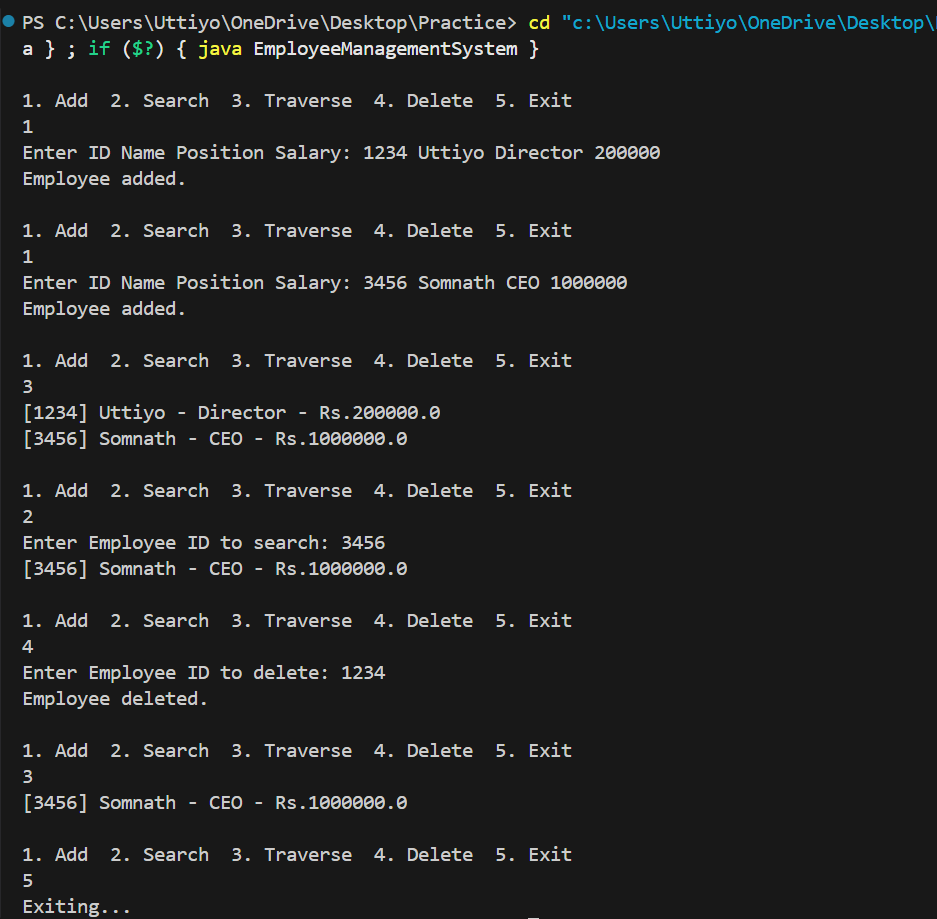 PS C:\Users\Uttiyo\OneDrive\Desktop\Practice> cd "c:\Users\Uttiyo\OneDrive\Desktop\
a } ; if ($?) { java EmployeeManagementSystem }
1. Add  2. Search  3. Traverse  4. Delete  5. Exit
1
Enter ID Name Position Salary: 1234 Uttiyo Director 200000
Employee added.
1. Add  2. Search  3. Traverse  4. Delete  5. Exit
1
Enter ID Name Position Salary: 3456 Somnath CEO 1000000
Employee added.
1. Add  2. Search  3. Traverse  4. Delete  5. Exit
3
[1234] Uttiyo - Director - Rs.200000.0
[3456] Somnath - CEO - Rs.1000000.0
1. Add  2. Search  3. Traverse  4. Delete  5. Exit
2
Enter Employee ID to search: 3456
[3456] Somnath - CEO - Rs.1000000.0
1. Add  2. Search  3. Traverse  4. Delete  5. Exit
4
Enter Employee ID to delete: 1234
Employee deleted.
1. Add  2. Search  3. Traverse  4. Delete  5. Exit
3
[3456] Somnath - CEO - Rs.1000000.0
1. Add  2. Search  3. Traverse  4. Delete  5. Exit
5
Exiting...